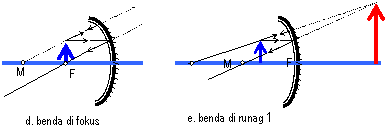 M F
d. benda di fokus
M F
e. benda di runag 1